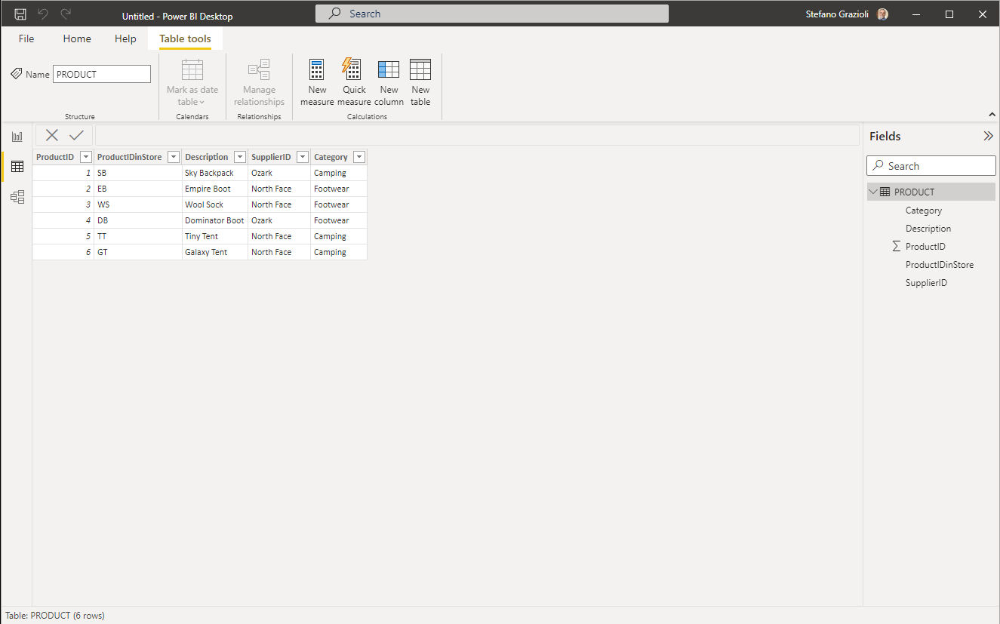 Untitled - Power BI Desktop
Search
Stefano Grazioli
File Home Help Table tools
Name PRODUCT
Structure
Mark as date
table
Calendars
Manage
relationships
Relationships
New
measure
Quick
measure
New
column
New
table
Calculations
ProductID ProductIDinStore Description SupplierID Category
1 SB Sky Backpack Ozark Camping
2 EB Empire Boot North Face Footwear
3 WS Wool Sock North Face Footwear
4 DB Dominator Boot Ozark Footwear
5 TT Tiny Tent North Face Camping
6 GT Galaxy Tent North Face Camping
Fields
Search
PRODUCT
Category
Description
∑ ProductID
ProductIDinStore
SupplierID
Table: PRODUCT (6 rows)